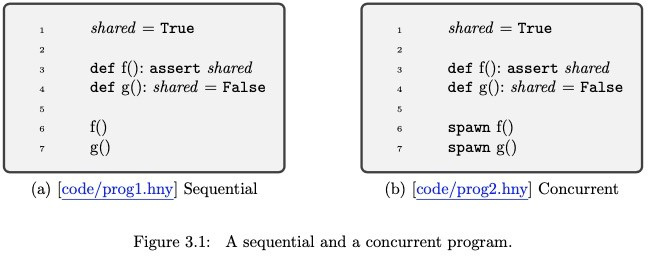 1 shared = True
2
3 def f(): assert shared
4 def g(): shared = False
5
6 f()
7 g()
(a) [code/prog1.hny] Sequential
1 shared = True
2
3 def f(): assert shared
4 def g(): shared = False
5
6 spawn f()
7 spawn g()
(b) [code/prog2.hny] Concurrent
Figure 3.1: A sequential and a concurrent program.